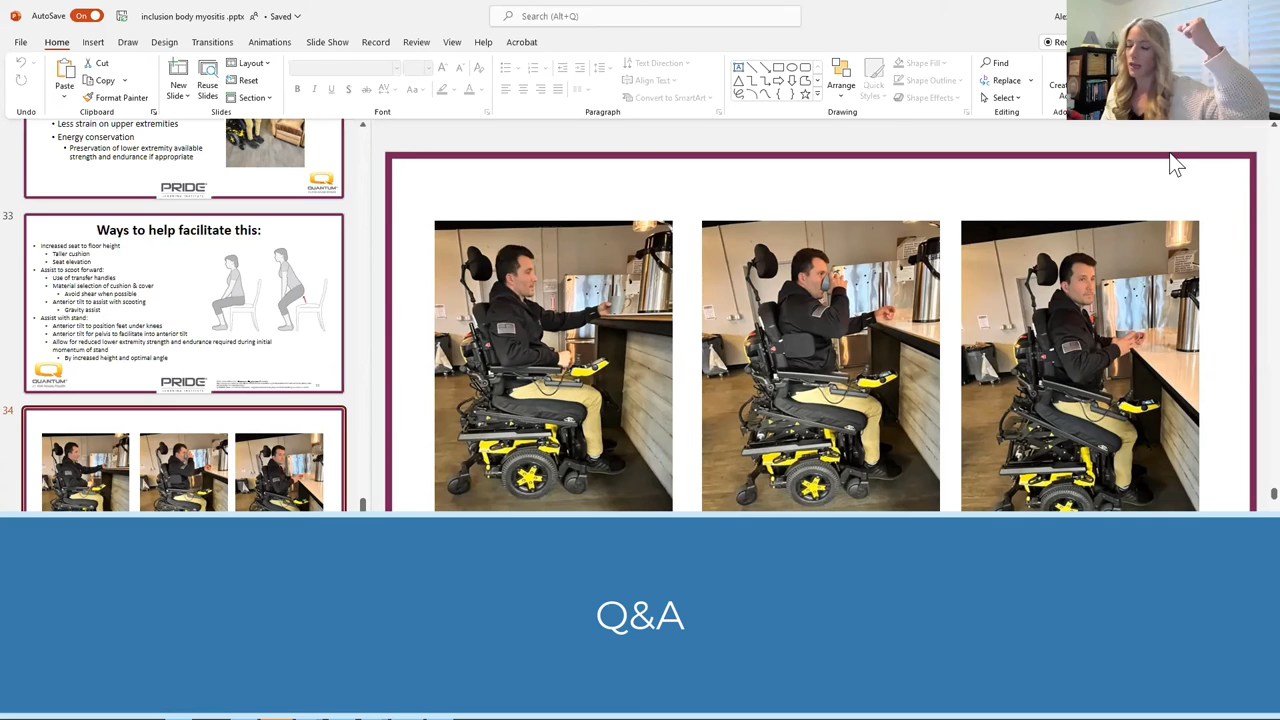 AutoSave On inclusion body myositis .pptx Saved Search (Alt+Q) Ale
File Home Insert Draw Design Transitions Animations Slide Show Record Review View Help Acrobat Rec
Paste Cut Copy Format Painter
New Slide Reuse Slides Layout Reset Section
Text Direction Align Text Convert to SmartArt
Arrange Quick Styles Shape Fill Shape Outline Shape Effects
Find Replace Select
Undo Clipboard Slides Font Paragraph Drawing Editing
• Less strain on upper extremities
• Energy conservation
• Preservation of lower extremity available
strength and endurance if appropriate
PRIDE
QUANTUM
33
Ways to help facilitate this:
• Increased seat to floor height
• Taller cushion
• Seat elevation
• Assist to scoot forward:
• Use of transfer handles
• Material selection of cushion & cover
• Avoid shear when possible
• Anterior tilt to assist with scooting
• Gravity assist
• Assist with stand:
• Anterior tilt to position feet under knees
• Anterior tilt for pelvis to facilitate into anterior tilt
• Allow for reduced lower extremity strength and endurance required during initial
momentum of stand
• By increased height and optimal angle
QUANTUM
PRIDE
34
Q&A